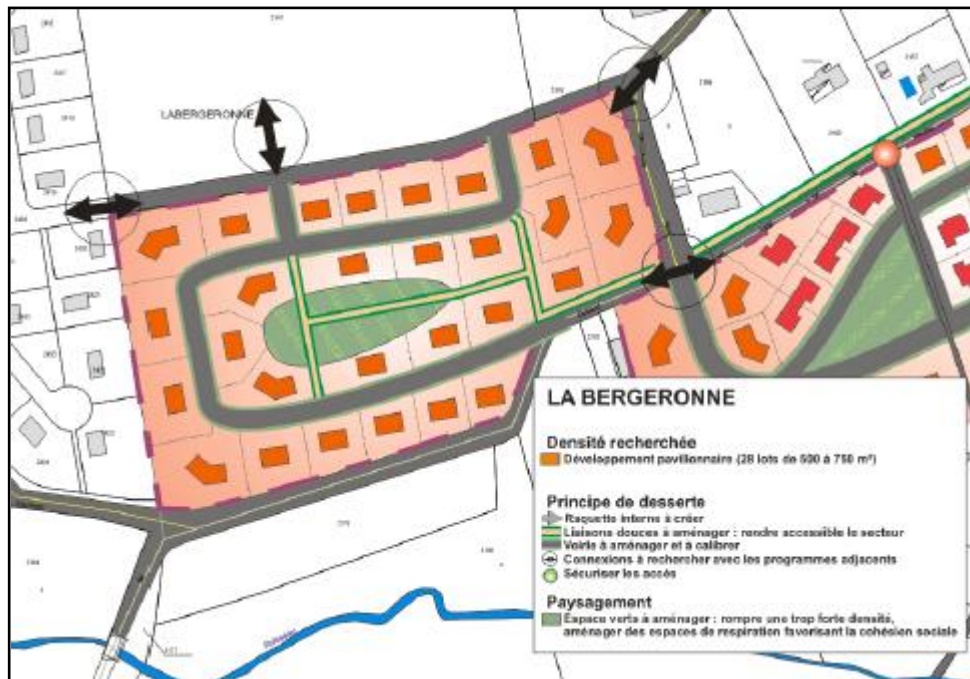 LABERGERONNE
LA BERGERONNE
Densité recherchée
Développement pavillonnaire (28 lots de 500 à 750 m²)
Principe de desserte
Raquette interne à créer
Liaisons douces à aménager : rendre accessible le secteur
Voirie à aménager et à calibrer
Connexions à rechercher avec les programmes adjacents
Sécuriser les accès
Paysagement
Espace verts à aménager : rompre une trop forte densité,
aménager des espaces de respiration favorisant la cohésion sociale